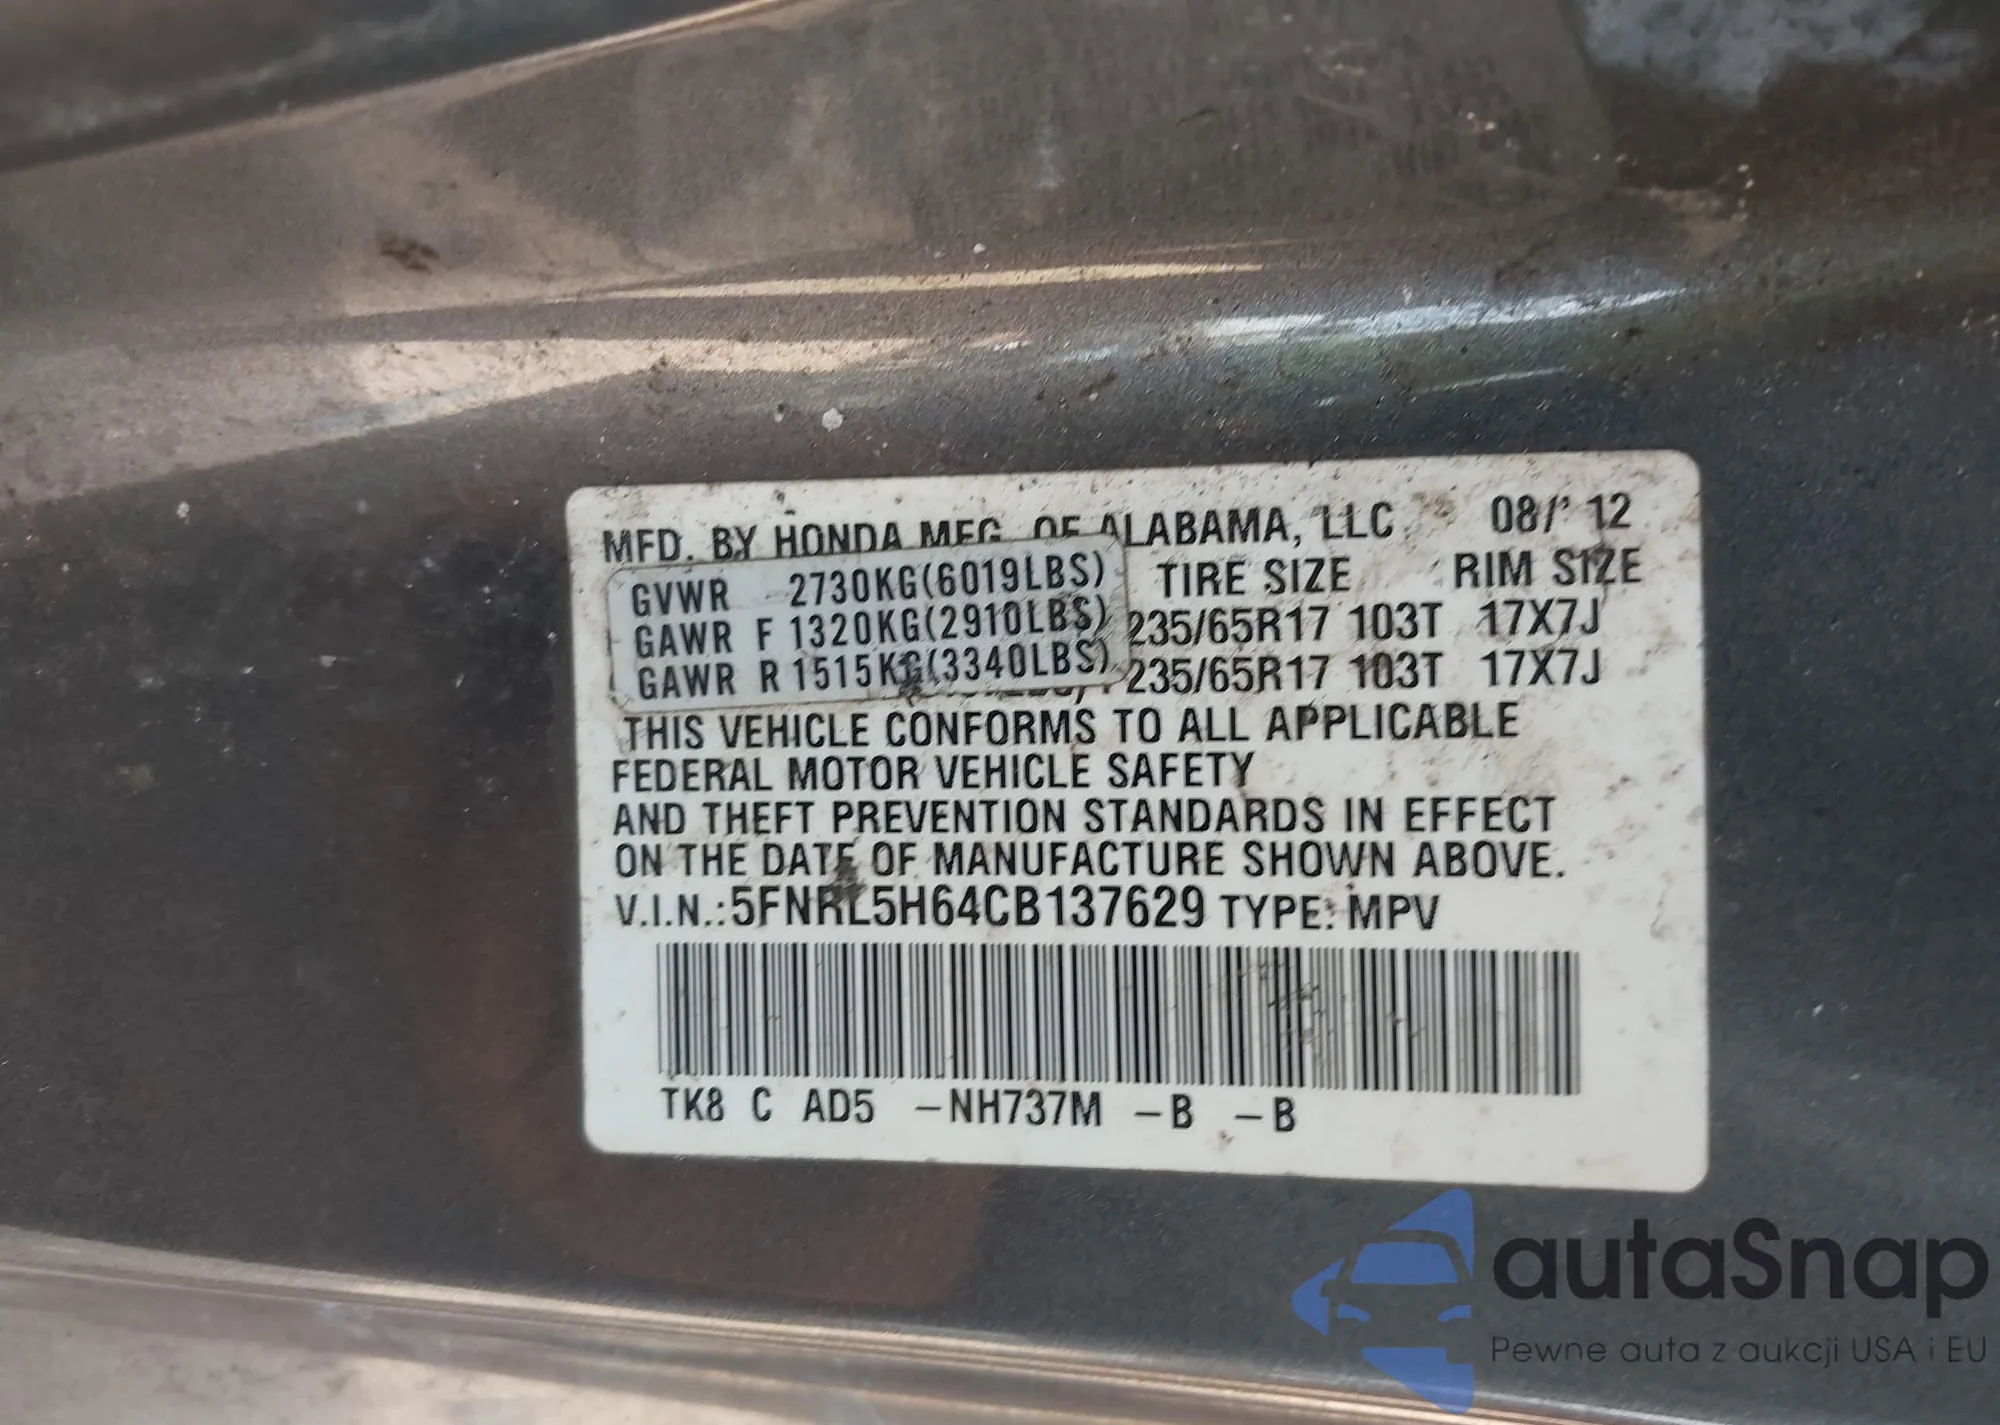 MFD. BY HONDA MFG. OF ALABAMA, LLC 08/'12
GVWR 2730KG(6019LBS) TIRE SIZE RIM SIZE
GAWR F 1320KG(2910LBS) 235/65R17 103T 17X7J
GAWR R 1515KG(3340LBS) 235/65R17 103T 17X7J
THIS VEHICLE CONFORMS TO ALL APPLICABLE
FEDERAL MOTOR VEHICLE SAFETY
AND THEFT PREVENTION STANDARDS IN EFFECT
ON THE DATE OF MANUFACTURE SHOWN ABOVE.
V.I.N.:5FNRL5H64CB137629 TYPE: MPV
TK8 C AD5 -NH737M -B -B
autaSnap
Pewne auta z aukcji USA i EU